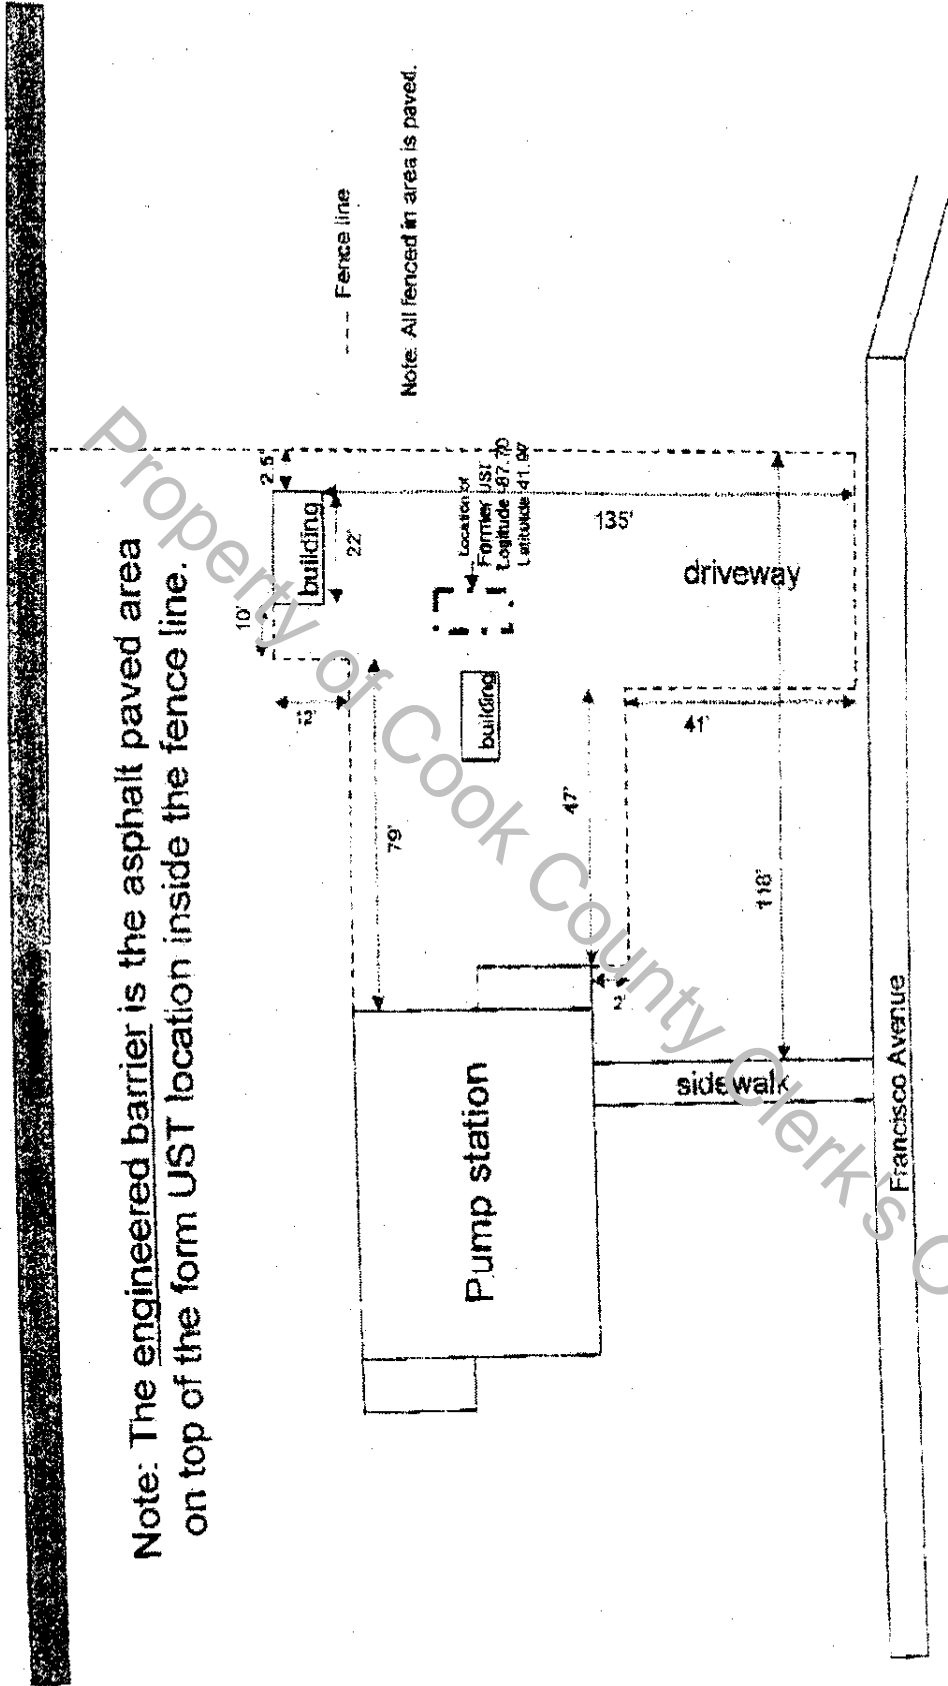 Note: The engineered barrier is the asphalt paved area
on top of the form UST location inside the fence line.
--- Fence line
Note: All fenced in area is paved.
2.5
10'
building
22'
12'
Location of
Former UST
Logitude -87.70
Latitude 41.97
135'
driveway
building
79'
47'
41'
118'
2'
Pump station
sidewalk
Francisco Avenue
Property of Cook County Clerk's O